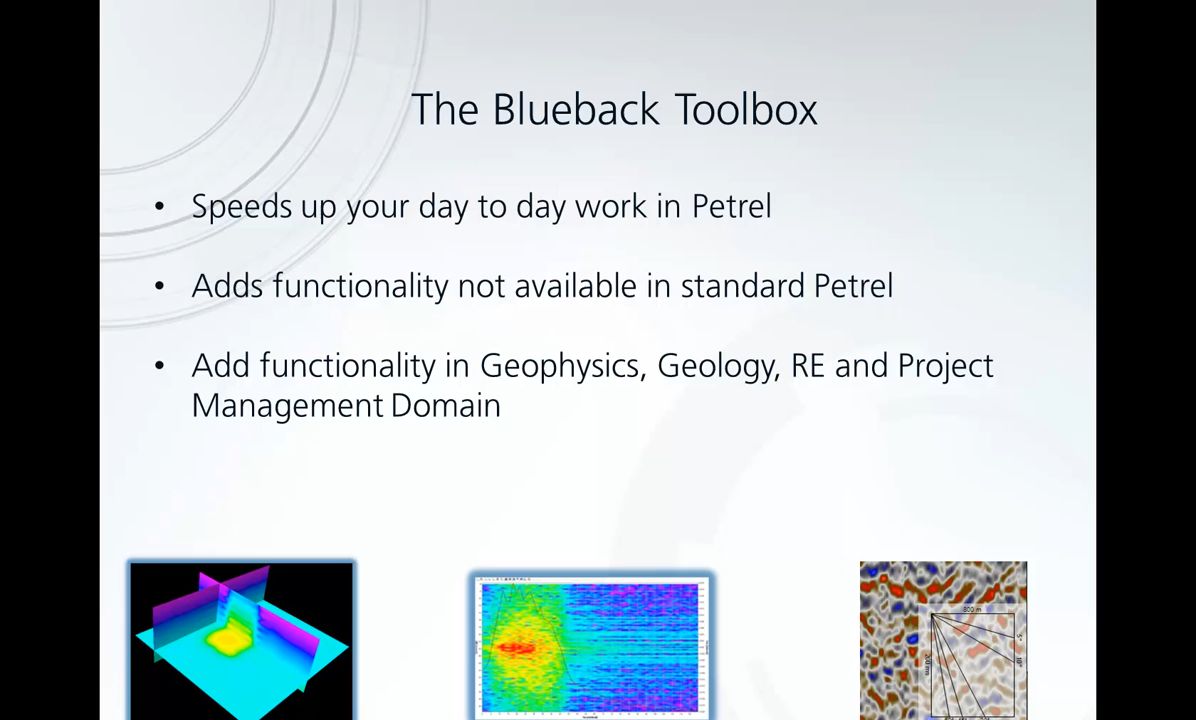 The Blueback Toolbox
• Speeds up your day to day work in Petrel
• Adds functionality not available in standard Petrel
• Add functionality in Geophysics, Geology, RE and Project
Management Domain
800 m